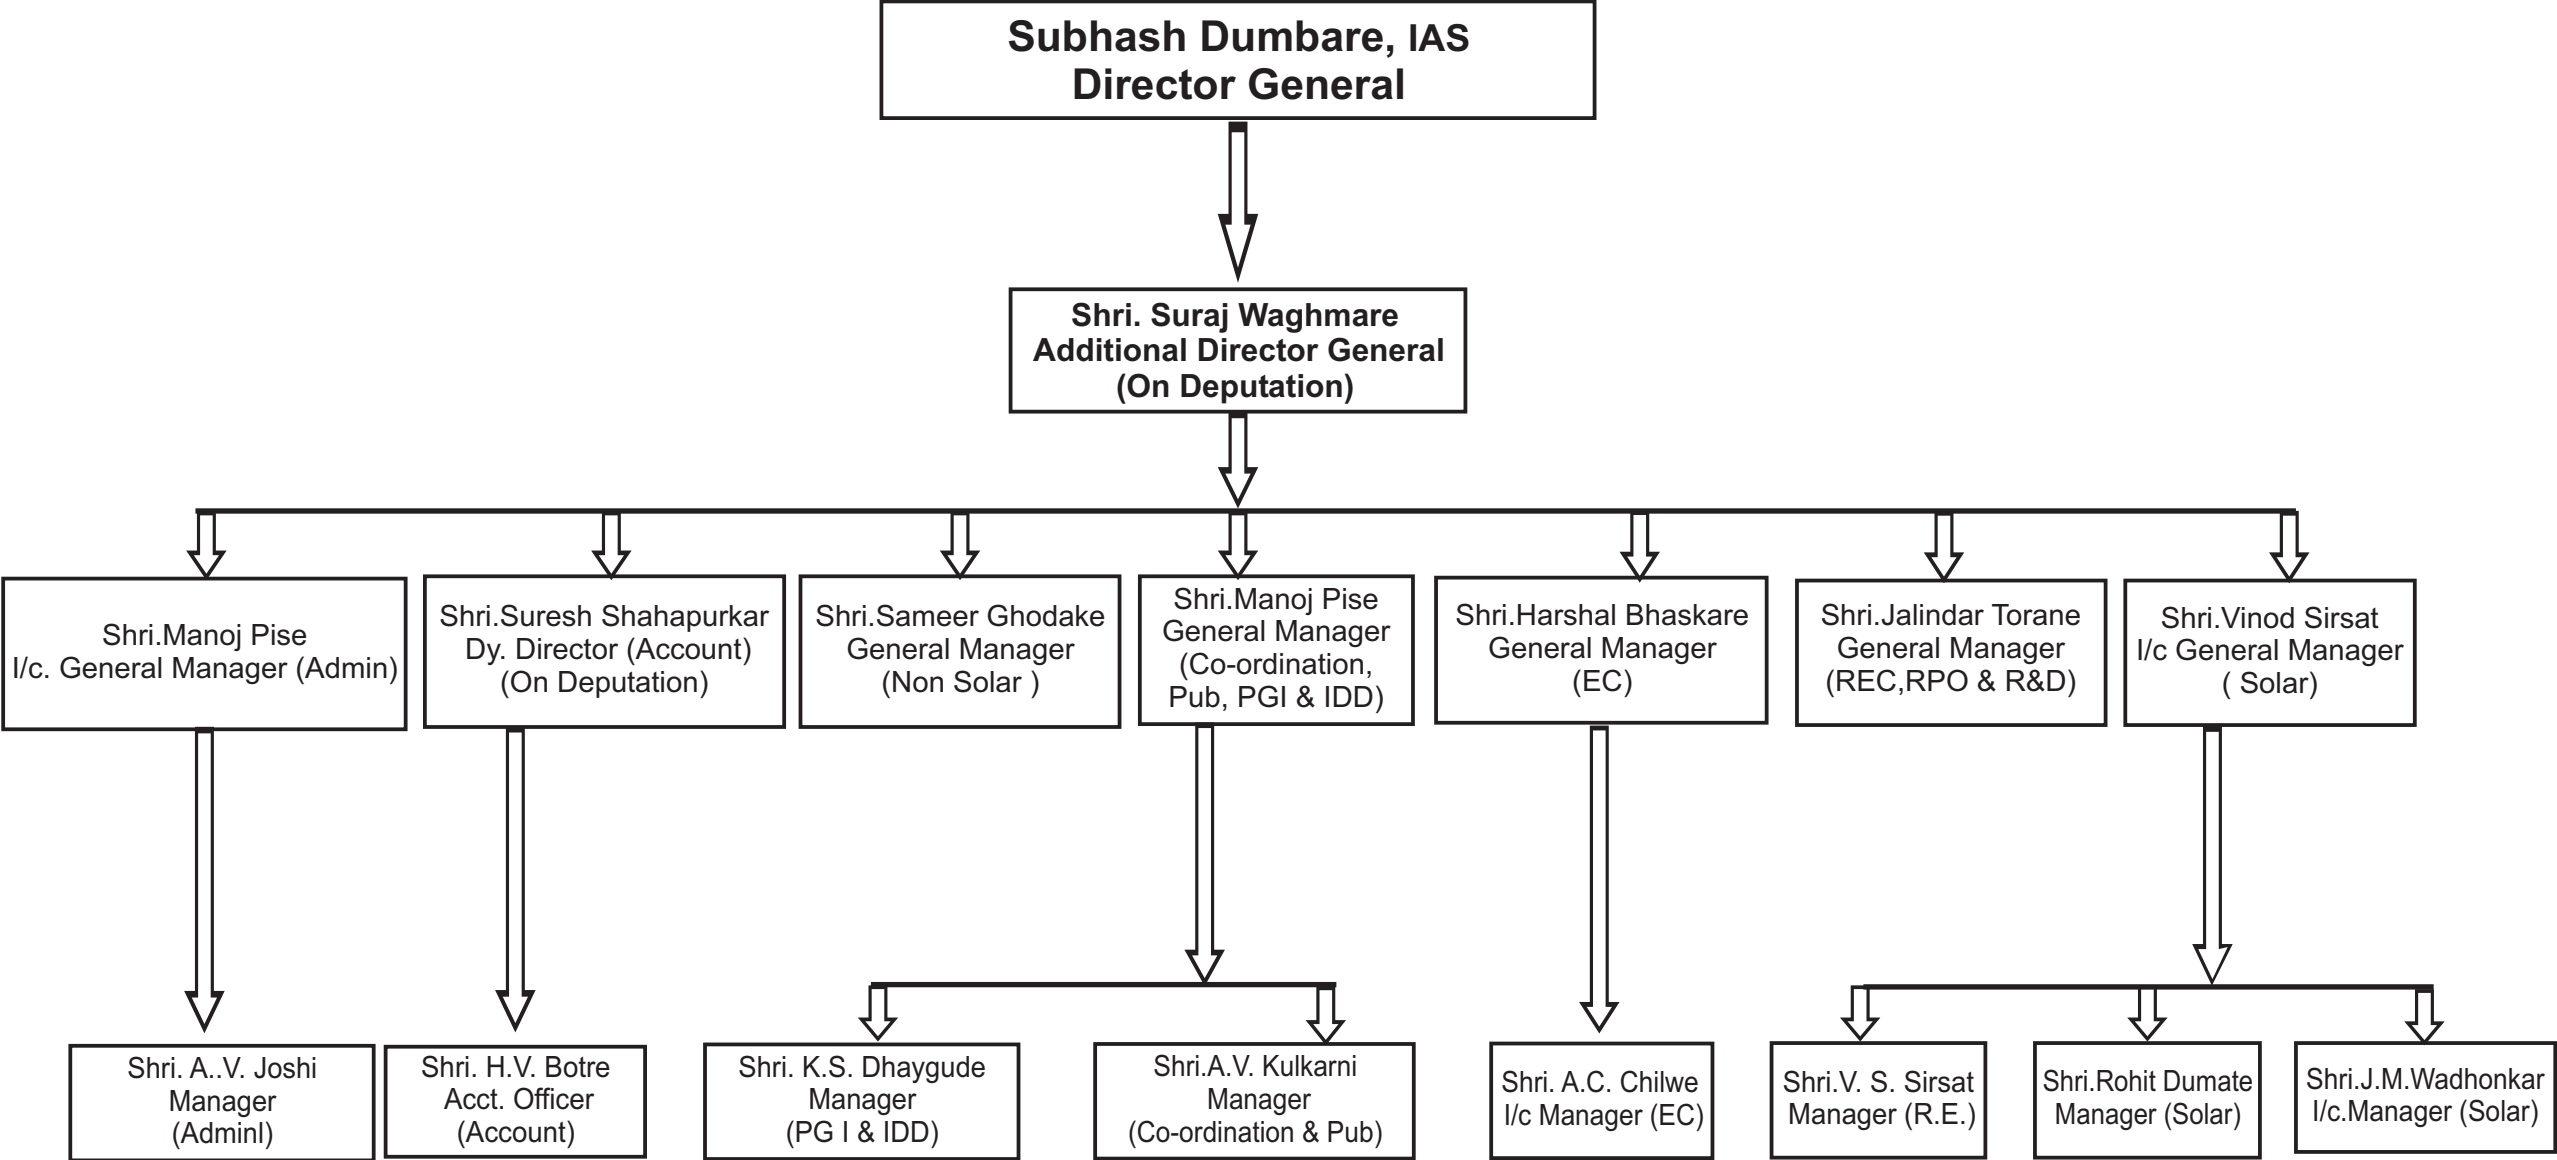 Subhash Dumbare, IAS
Director General
Shri. Suraj Waghmare
Additional Director General
(On Deputation)
Shri.Manoj Pise
I/c. General Manager (Admin)
Shri.Suresh Shahapurkar
Dy. Director (Account)
(On Deputation)
Shri.Sameer Ghodake
General Manager
(Non Solar )
Shri.Manoj Pise
General Manager
(Co-ordination,
Pub, PGI & IDD)
Shri.Harshal Bhaskare
General Manager
(EC)
Shri.Jalindar Torane
General Manager
(REC,RPO & R&D)
Shri.Vinod Sirsat
I/c General Manager
( Solar)
Shri. A..V. Joshi
Manager
(Adminl)
Shri. H.V. Botre
Acct. Officer
(Account)
Shri. K.S. Dhaygude
Manager
(PG I & IDD)
Shri.A.V. Kulkarni
Manager
(Co-ordination & Pub)
Shri. A.C. Chilwe
I/c Manager (EC)
Shri.V. S. Sirsat
Manager (R.E.)
Shri.Rohit Dumate
Manager (Solar)
Shri.J.M.Wadhonkar
I/c.Manager (Solar)